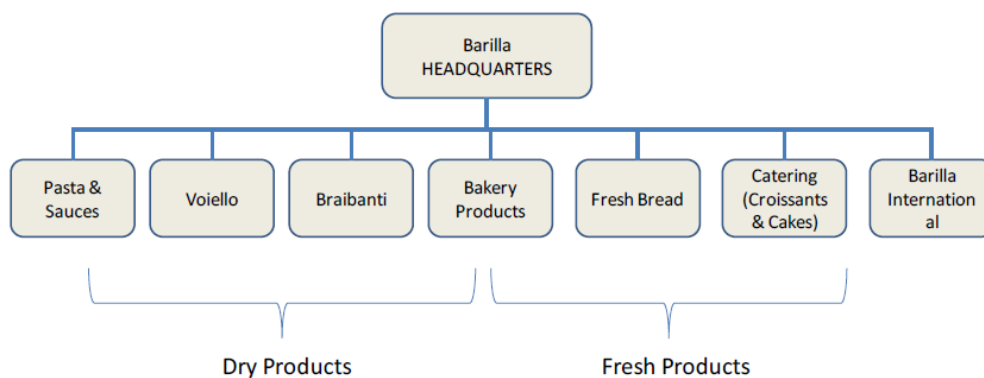 Barilla
HEADQUARTERS
Pasta &
Sauces
Voiello
Braibanti
Bakery
Products
Fresh Bread
Catering
(Croissants
& Cakes)
Barilla
Internation
al
Dry Products
Fresh Products